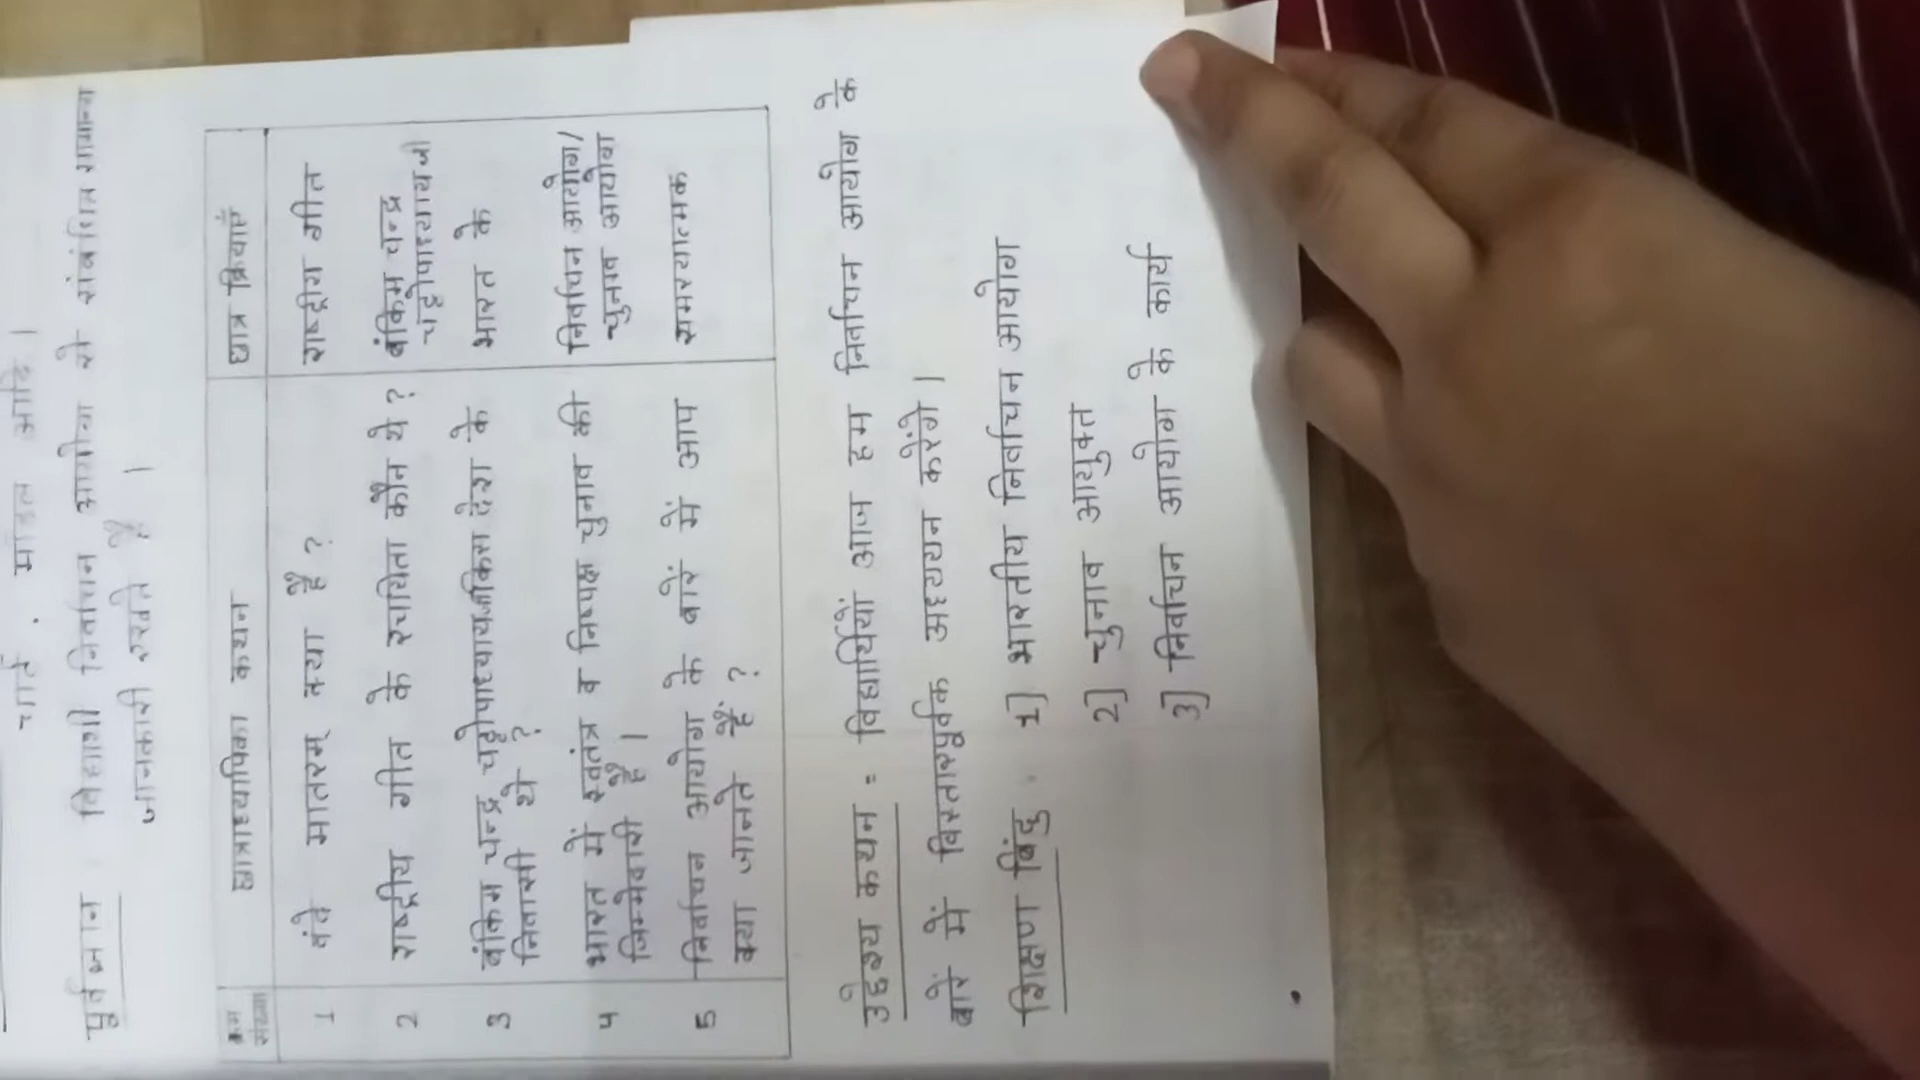 चार्ट, माडल आदि।
पुर्वज्ञान : विद्यार्थी निर्वाचन आयोग से संबंधित सामान्य
जानकारी रखते है।
क्रम संख्या छात्राध्यापिका कथन छात्र क्रियाएँ
1 वंदे मातरम् क्या है? राष्ट्रीय गीत
2 राष्ट्रीय गीत के रचयिता कौन थे? बंकिम चन्द्र
चट्टोपाध्याय जी
3 बंकिम चन्द्र चट्टोपाध्यायजी किस देश के भारत के
निवासी थे?
4 भारत में स्वतंत्र व निष्पक्ष चुनाव की निर्वाचन आयोग/
जिम्मेवारी है। चुनाव आयोग
5 निर्वाचन आयोग के बारें में आप समस्यात्मक
क्या जानते हैं?
उद्देश्य कथन = विद्यार्थियों आज हम निर्वाचन आयोग के
बारें में विस्तारपुर्वक अध्ययन करेंगे।
शिक्षण बिंदु . 1] भारतीय निर्वाचन आयोग
2] चुनाव आयुक्त
3] निर्वाचन आयोग के कार्य